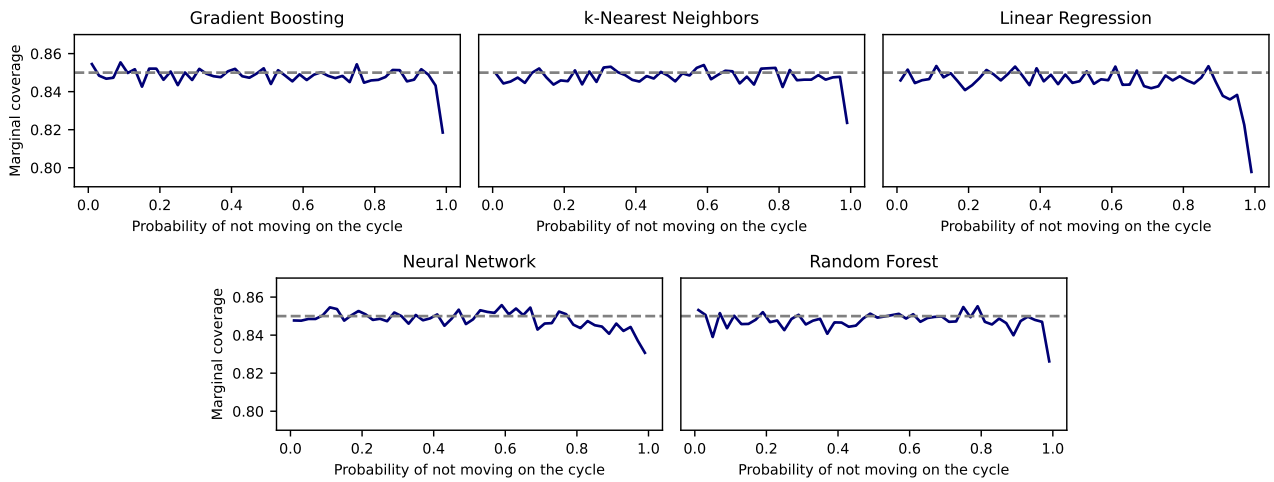 Gradient Boosting
k-Nearest Neighbors
Linear Regression
Marginal coverage
0.86
0.84
0.82
0.80
0.0 0.2 0.4 0.6 0.8 1.0
0.0 0.2 0.4 0.6 0.8 1.0
0.0 0.2 0.4 0.6 0.8 1.0
Probability of not moving on the cycle
Probability of not moving on the cycle
Probability of not moving on the cycle
Neural Network
Random Forest
Marginal coverage
0.86
0.84
0.82
0.80
0.0 0.2 0.4 0.6 0.8 1.0
0.0 0.2 0.4 0.6 0.8 1.0
Probability of not moving on the cycle
Probability of not moving on the cycle